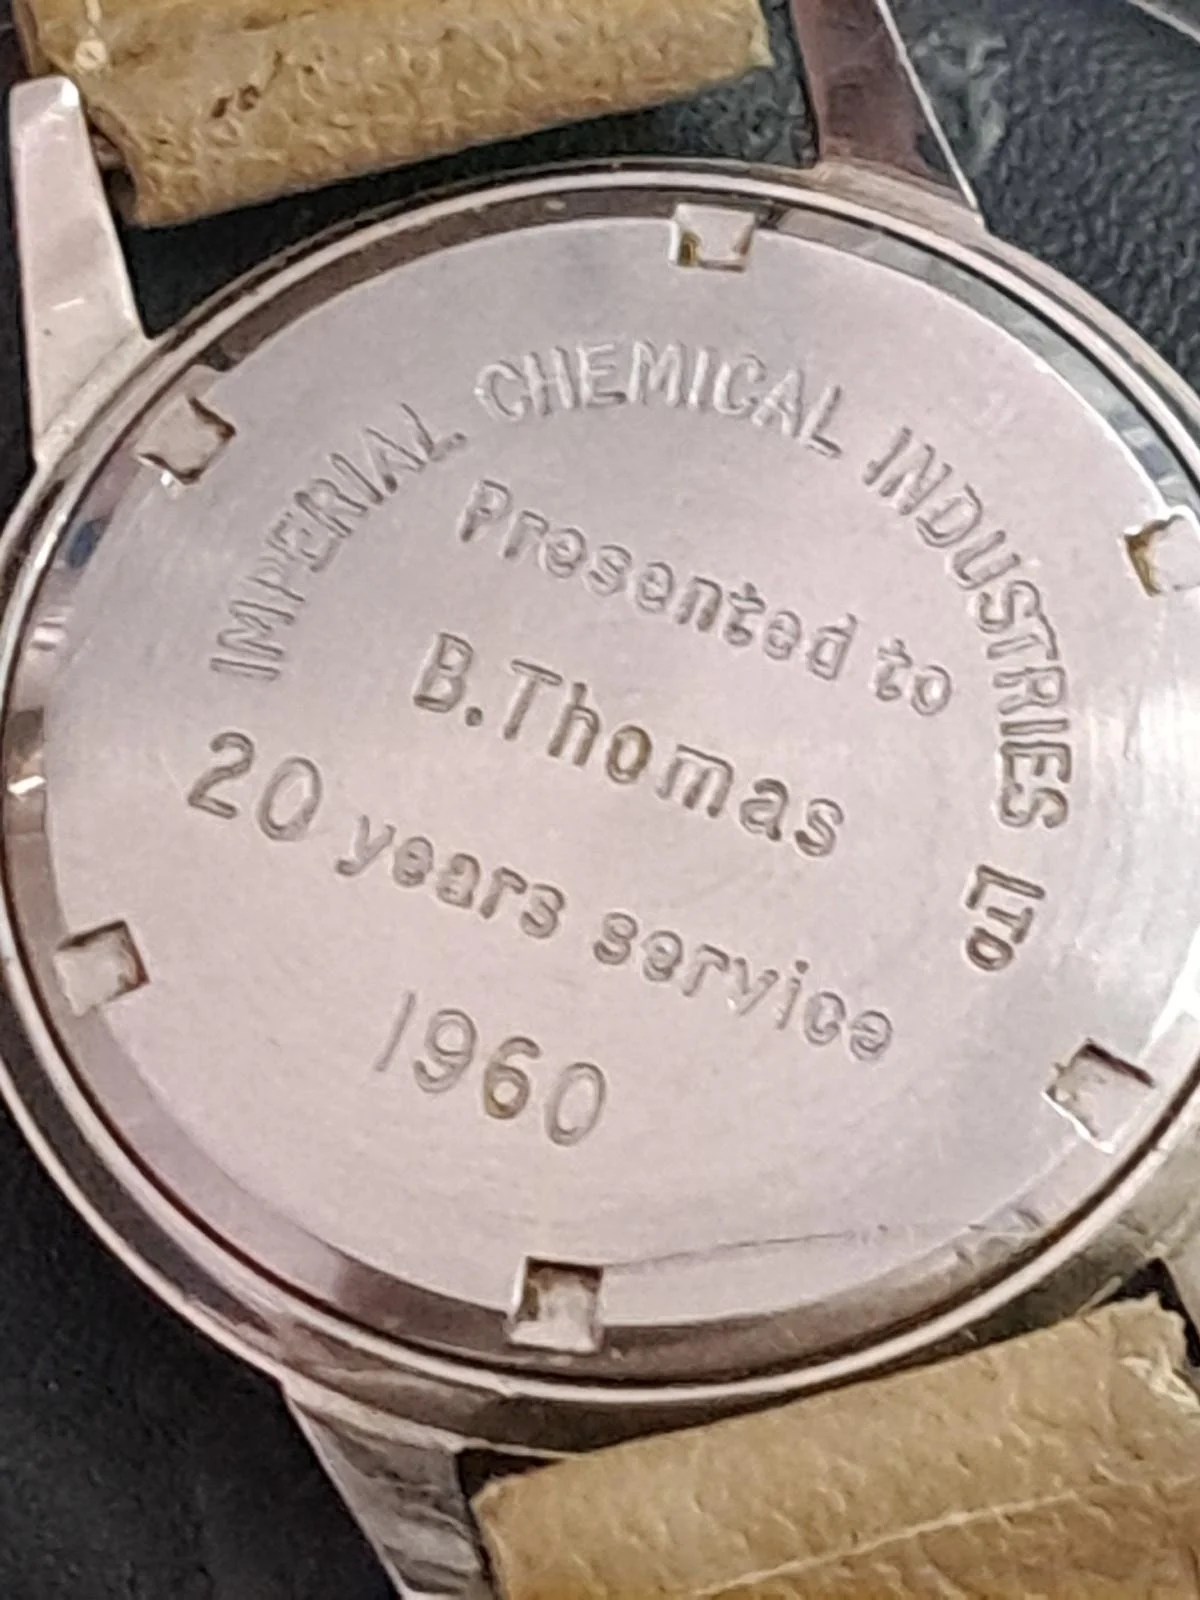 IMPERIAL CHEMICAL INDUSTRIES LTD
Presented to
B. Thomas
20 years service
1960